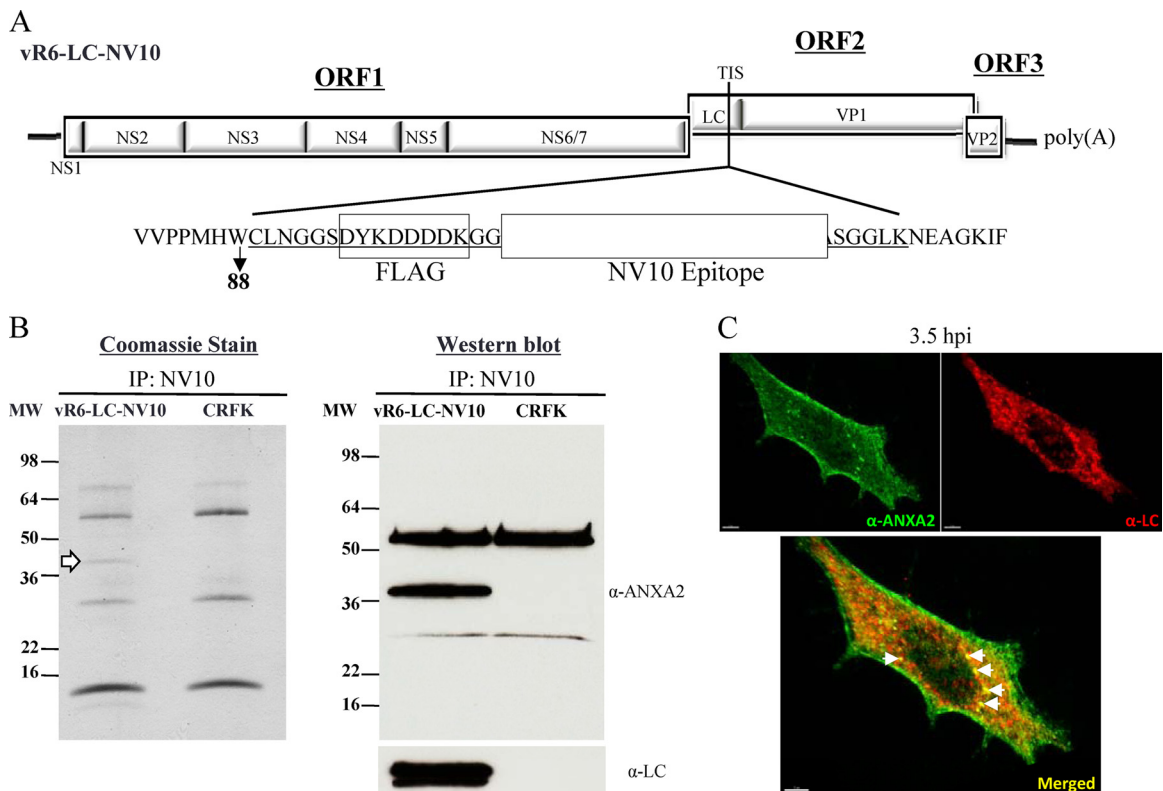 A
vR6-LC-NV10
ORF1
ORF2
ORF3
TIS
NS1
NS2
NS3
NS4
NS5
NS6/7
LC
VP1
VP2
poly(A)
VVPPMHWCLNGGSDYKDDDDKGG ASGGLKNEAGKIF
FLAG
NV10 Epitope
88
B
Coomassie Stain
IP: NV10
MW vR6-LC-NV10 CRFK
98
64
50
36
22
16
Western blot
IP: NV10
MW vR6-LC-NV10 CRFK
98
64
50
36
22
16
α-ANXA2
α-LC
C
3.5 hpi
α-ANXA2
α-LC
Merged